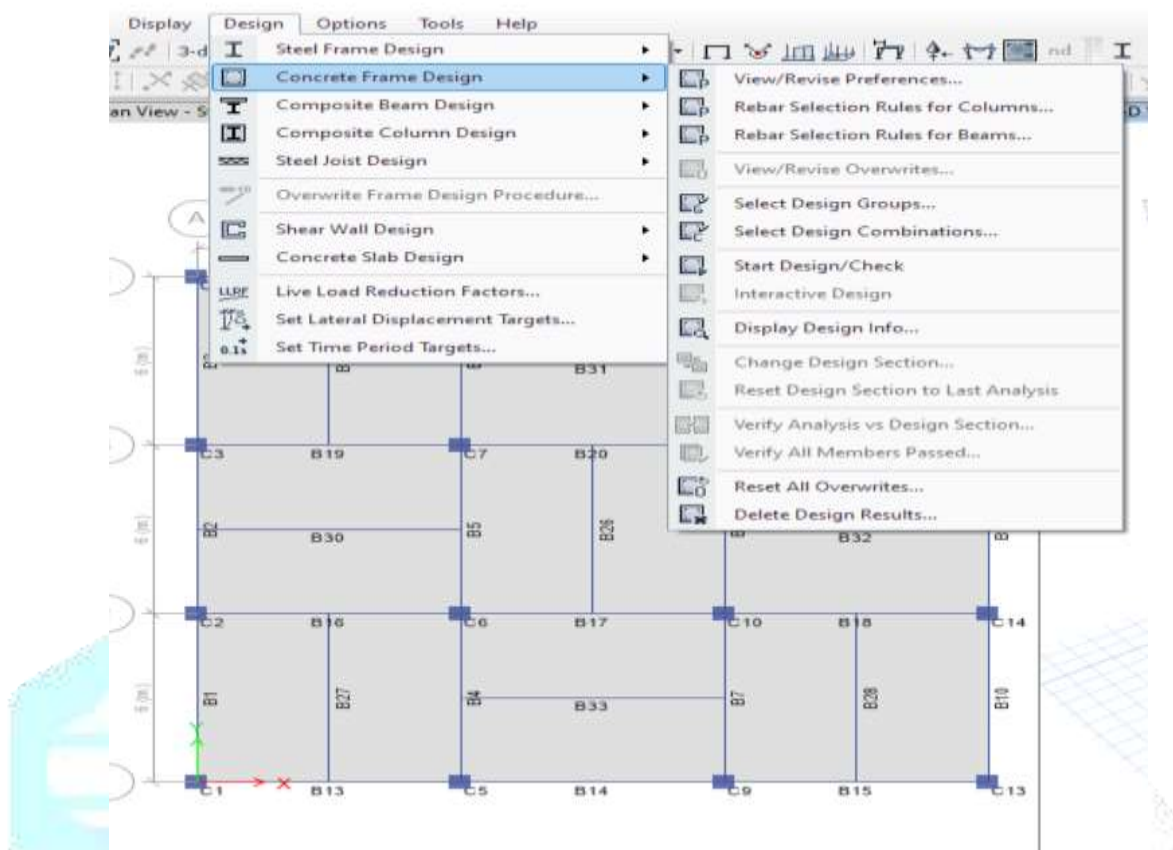 Display Design Options Tools Help
3-d
nd
an View - S
-D
Steel Frame Design
Concrete Frame Design
Composite Beam Design
Composite Column Design
Steel Joist Design
Overwrite Frame Design Procedure...
Shear Wall Design
Concrete Slab Design
LLRF Live Load Reduction Factors...
Set Lateral Displacement Targets...
0.1s Set Time Period Targets...
View/Revise Preferences...
Rebar Selection Rules for Columns...
Rebar Selection Rules for Beams...
View/Revise Overwrites...
Select Design Groups...
Select Design Combinations...
Start Design/Check
Interactive Design
Display Design Info...
Change Design Section...
Reset Design Section to Last Analysis
Verify Analysis vs Design Section...
Verify All Members Passed...
Reset All Overwrites...
Delete Design Results...
A
B31
C3 B19 C7 B20
6 (m) B2 B30 B5 B26 B32
C2 B16 C6 B17 C10 B18 C14
6 (m) B1 B27 B4 B33 B7 B28 B10
Y
X
C1 B13 C5 B14 C9 B15 C13